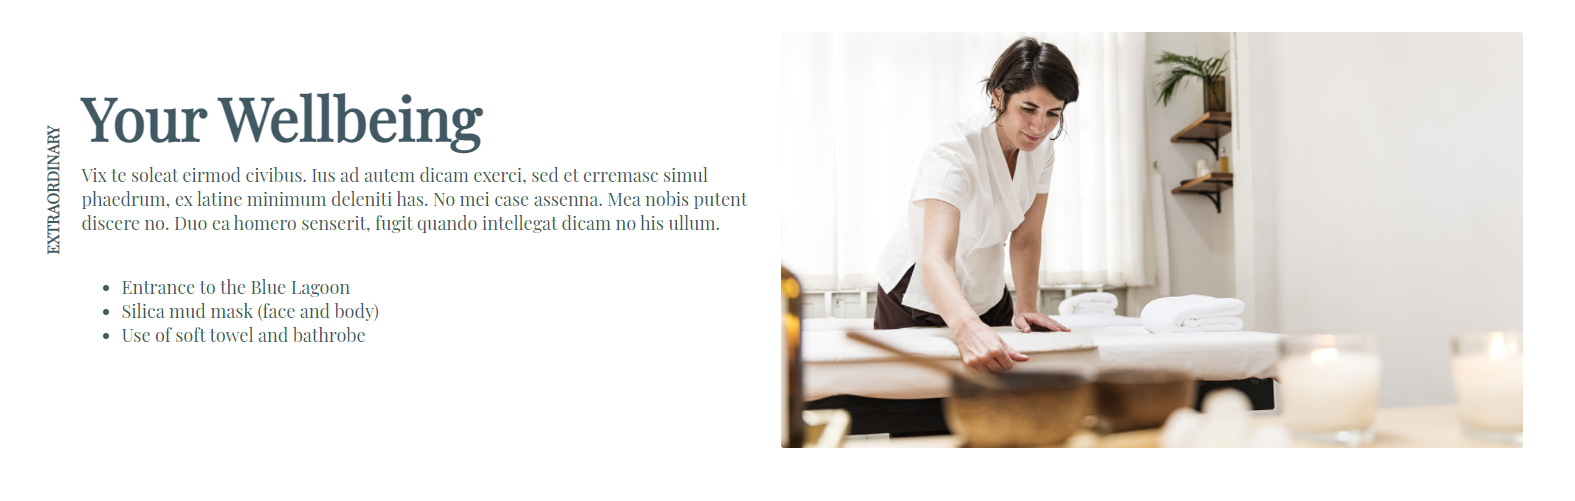 EXTRAORDINARY
Your Wellbeing
Vix te soleat eirmod civibus. Ius ad autem dicam exerci, sed et erremasc simul
phaedrum, ex latine minimum deleniti has. No mei case assenna. Mea nobis putent
discere no. Duo ea homero senserit, fugit quando intellegat dicam no his ullum.
• Entrance to the Blue Lagoon
• Silica mud mask (face and body)
• Use of soft towel and bathrobe